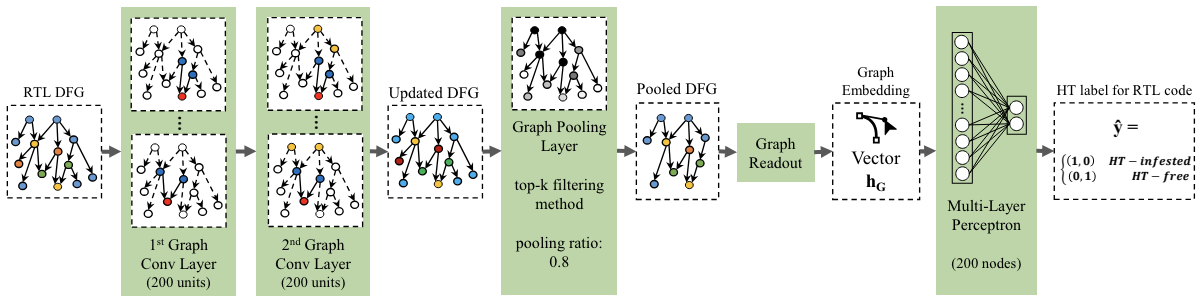 RTL DFG
1st Graph
Conv Layer
(200 units)
2nd Graph
Conv Layer
(200 units)
Updated DFG
Graph Pooling
Layer
top-k filtering
method
pooling ratio:
0.8
Pooled DFG
Graph
Readout
Graph
Embedding
Vector
h_G
Multi-Layer
Perceptron
(200 nodes)
HT label for RTL code
ŷ =
{(1, 0) HT − infested
(0, 1) HT − free